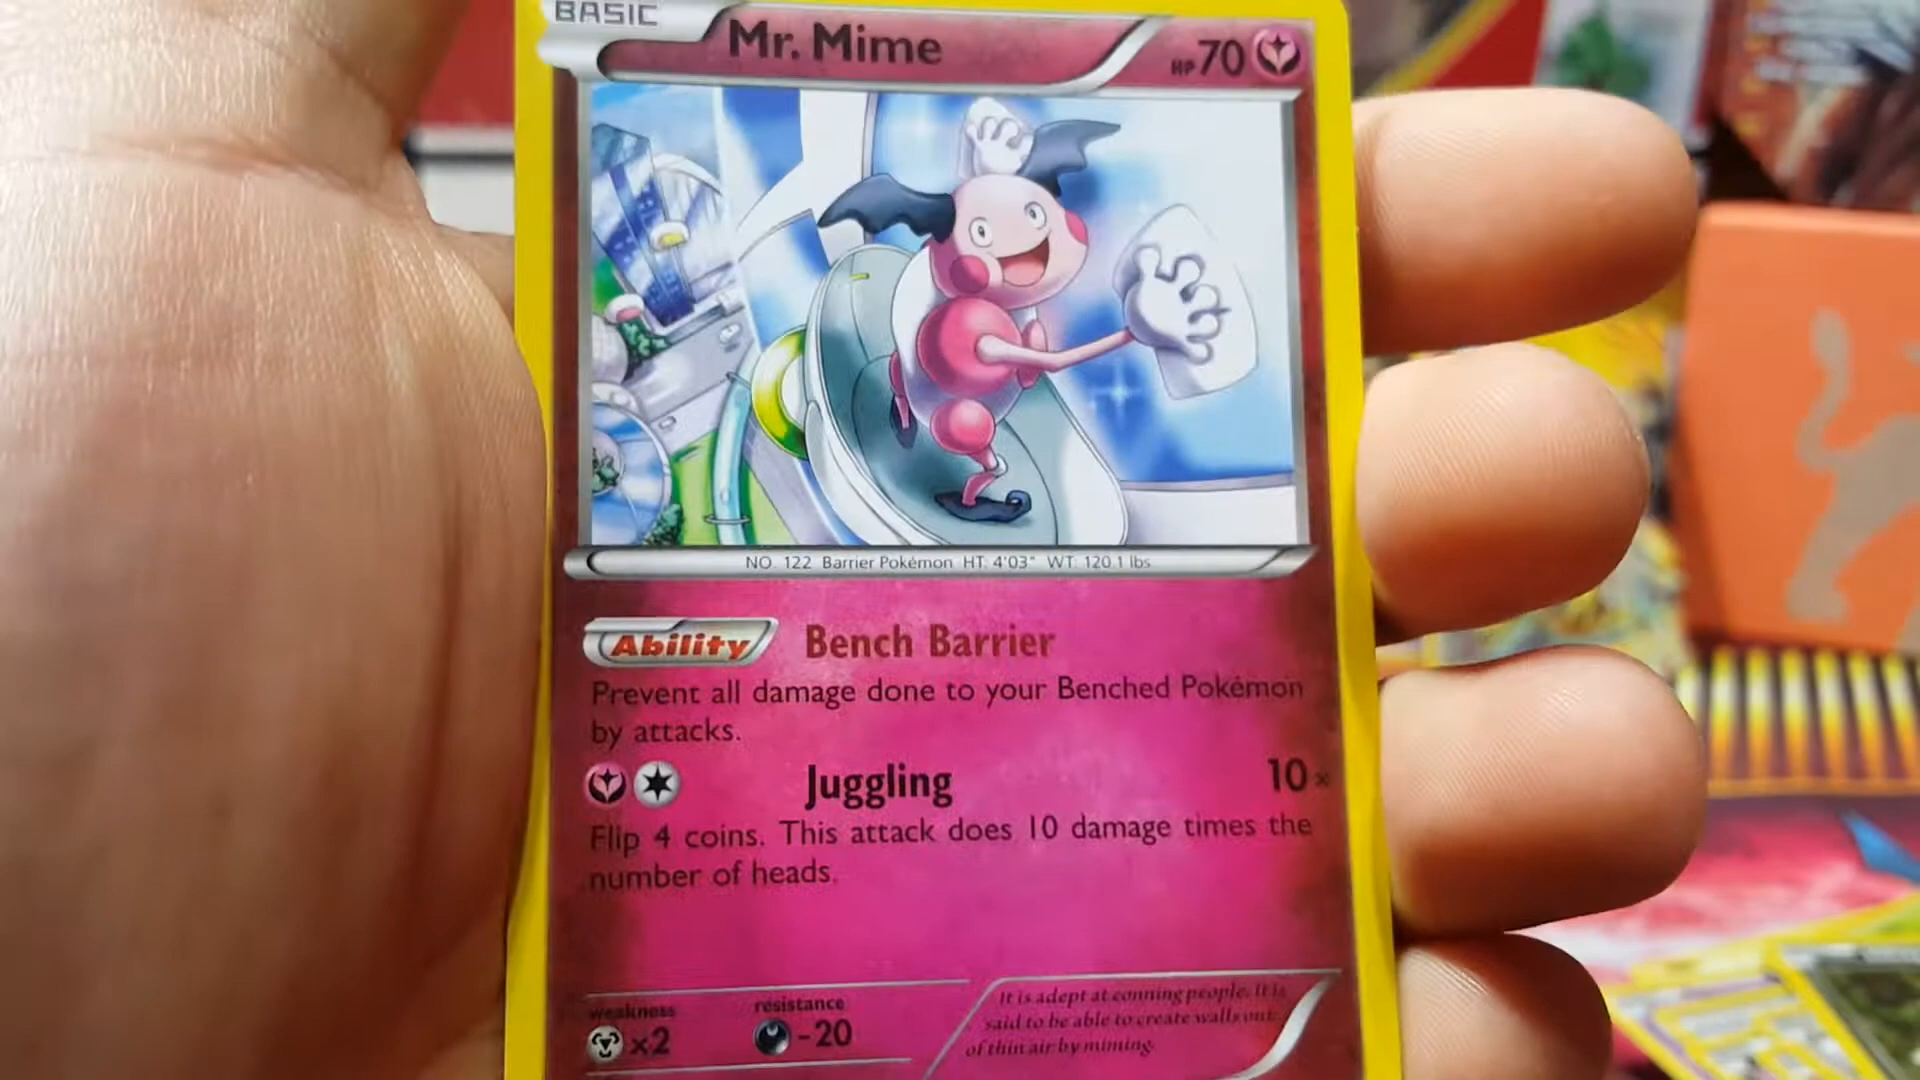 BASIC
Mr. Mime
HP 70
NO. 122 Barrier Pokémon HT: 4'03" WT: 120.1 lbs
Ability Bench Barrier
Prevent all damage done to your Benched Pokémon
by attacks.
Juggling 10×
Flip 4 coins. This attack does 10 damage times the
number of heads.
weakness
×2
resistance
-20
It is adept at conning people. It is
said to be able to create walls out
of thin air by miming.